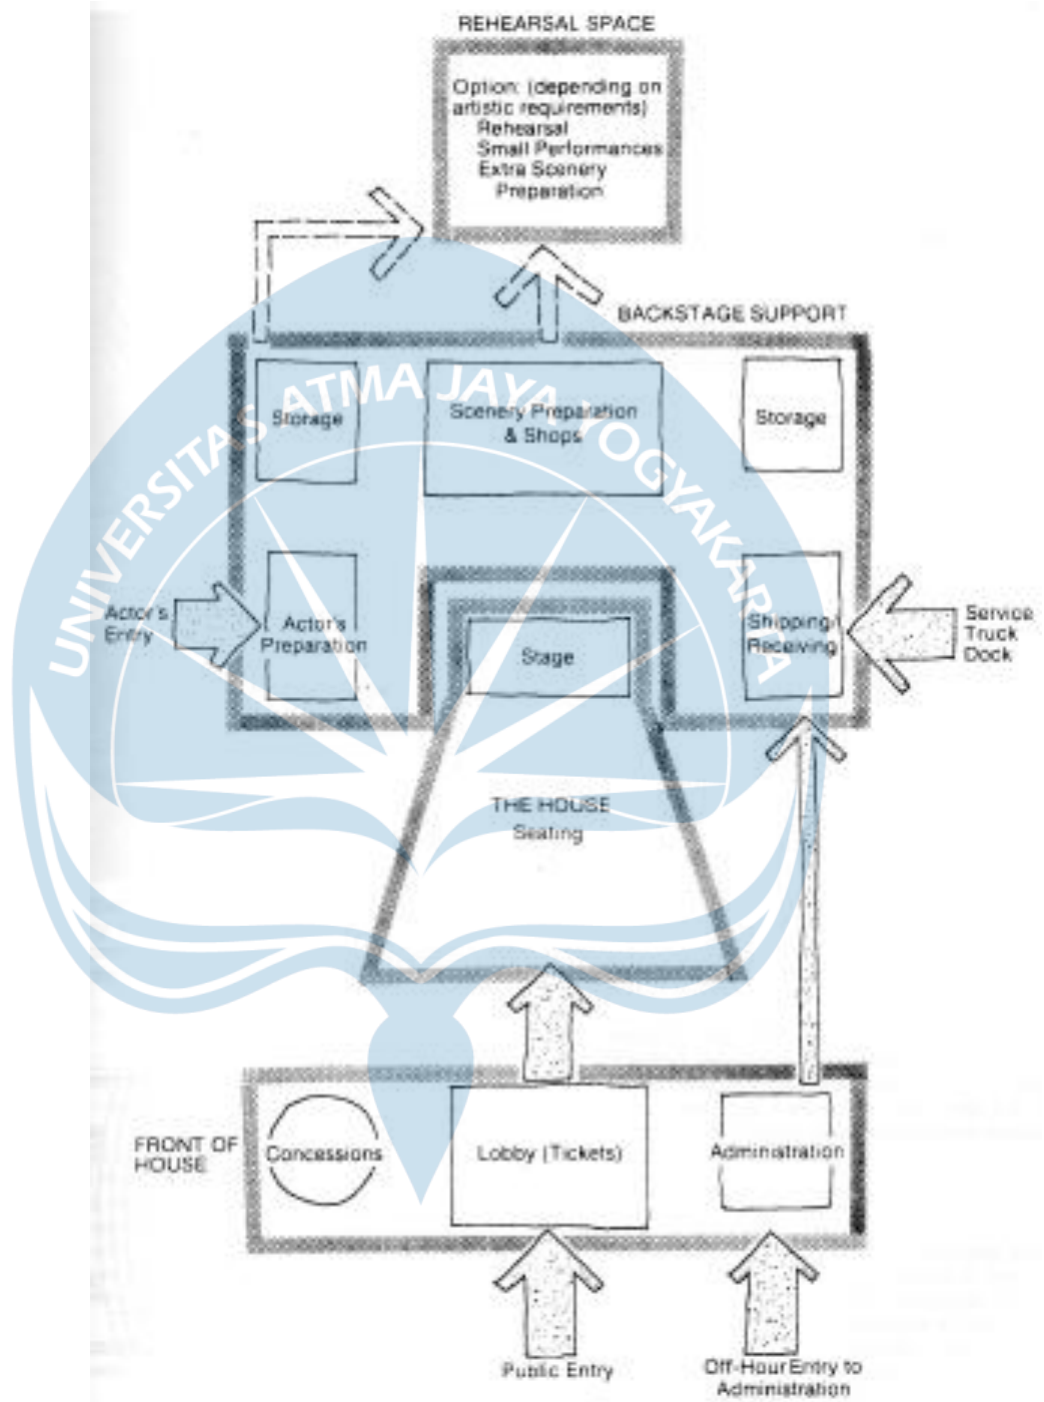 REHEARSAL SPACE
Option: (depending on
artistic requirements)
Rehearsal
Small Performances
Extra Scenery
Preparation
BACKSTAGE SUPPORT
Storage
Scenery Preparation
& Shops
Storage
UNIVERSITAS ATMA JAYA YOGYAKARTA
Actor's
Entry
Actor's
Preparation
Stage
Shipping/
Receiving
Service
Truck
Dock
THE HOUSE
Seating
FRONT OF
HOUSE
Concessions
Lobby (Tickets)
Administration
Public Entry
Off-Hour Entry to
Administration